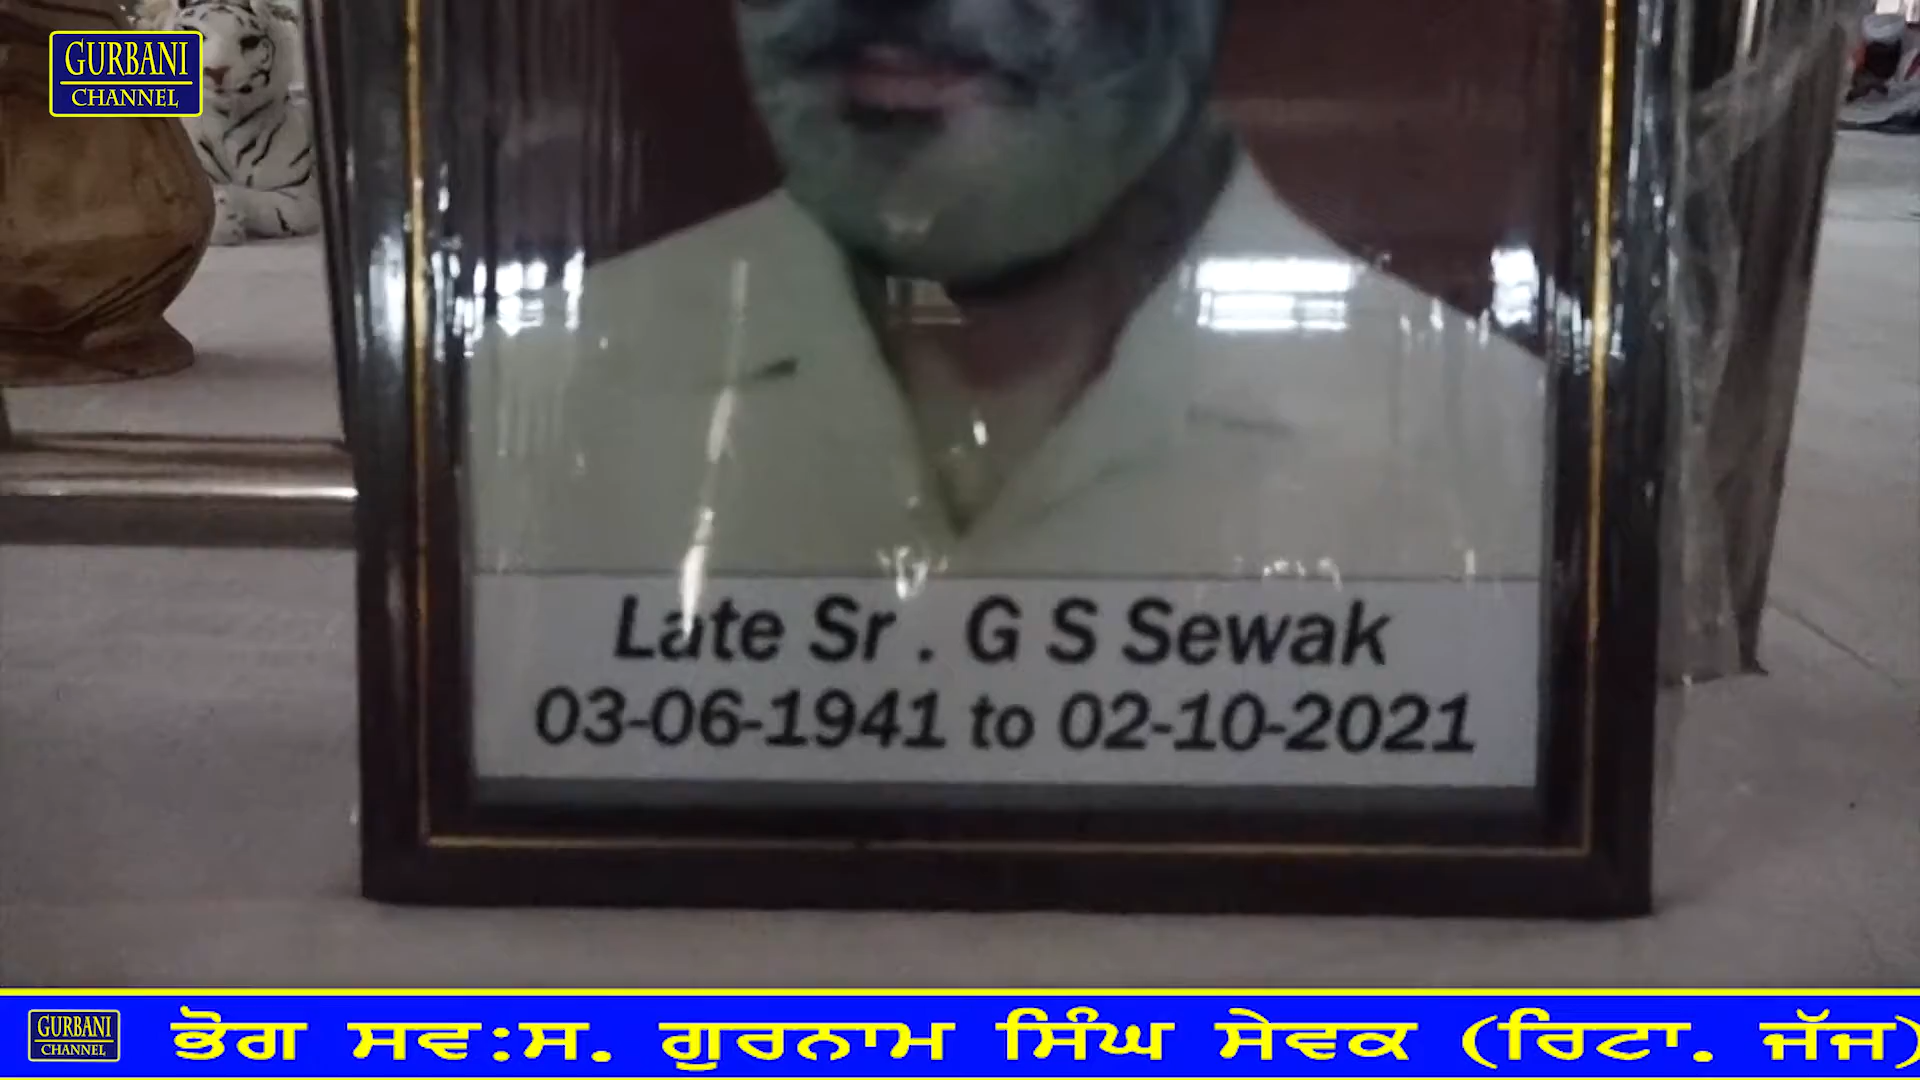 GURBANI
CHANNEL
Late Sr . G S Sewak
03-06-1941 to 02-10-2021
GURBANI
CHANNEL
ਭੋਗ ਸਵ:ਸ. ਗੁਰਨਾਮ ਸਿੰਘ ਸੇਵਕ (ਰਿਟਾ. ਜੱਜ)